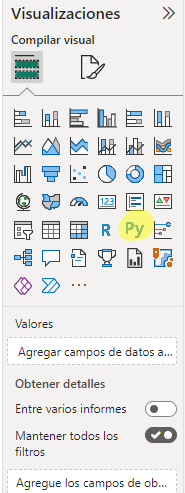 Visualizaciones
Compilar visual
123
R
Py
Valores
Agregar campos de datos a...
Obtener detalles
Entre varios informes
Mantener todos los
filtros
Agregue los campos de ob...